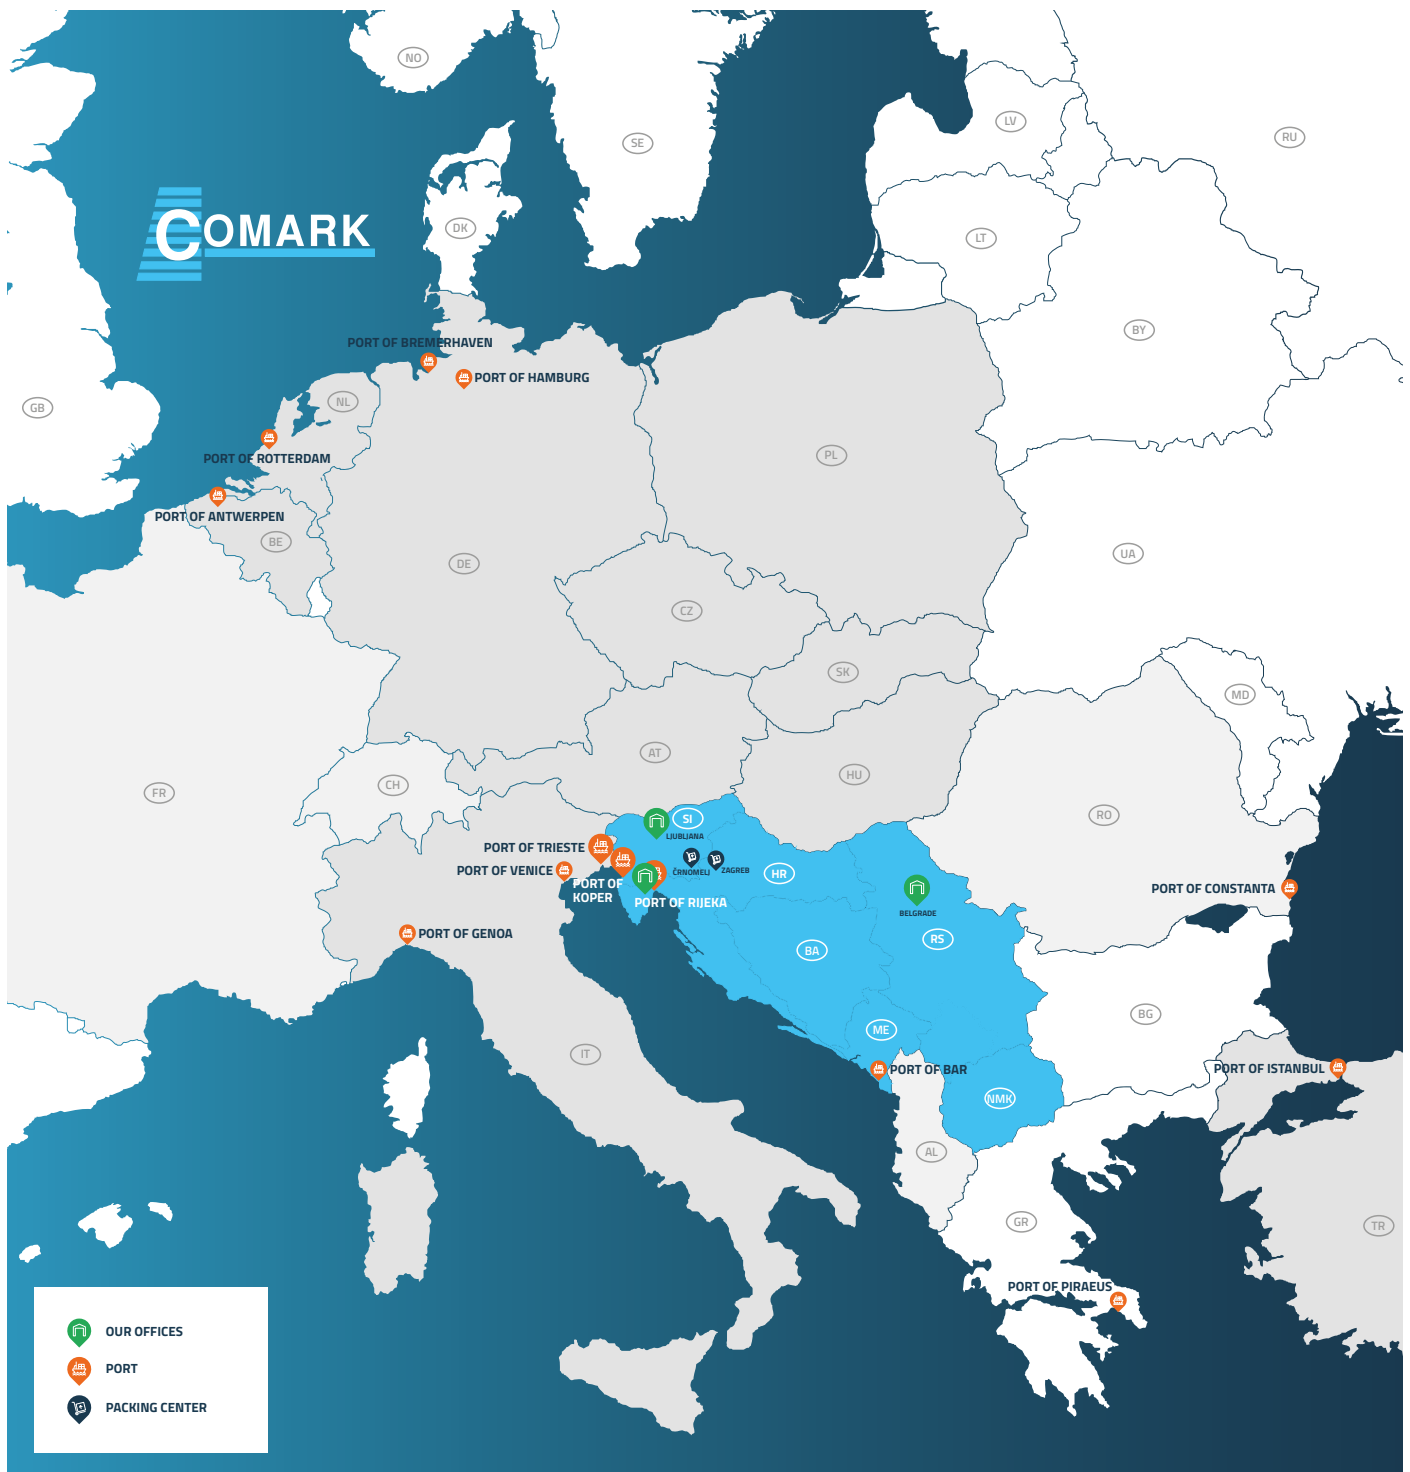 NO
LV
RU
SE
COMARK
DK
LT
BY
PORT OF BREMERHAVEN
PORT OF HAMBURG
NL
GB
PORT OF ROTTERDAM
PL
PORT OF ANTWERPEN
BE
DE
UA
CZ
SK
MD
AT
HU
CH
FR
RO
SI
LJUBLJANA
PORT OF TRIESTE
PORT OF VENICE
ČRNOMELJ
ZAGREB
HR
PORT OF
KOPER
PORT OF RIJEKA
BELGRADE
PORT OF CONSTANTA
PORT OF GENOA
RS
BA
BG
ME
IT
PORT OF BAR
PORT OF ISTANBUL
NMK
AL
GR
TR
PORT OF PIRAEUS
OUR OFFICES
PORT
PACKING CENTER